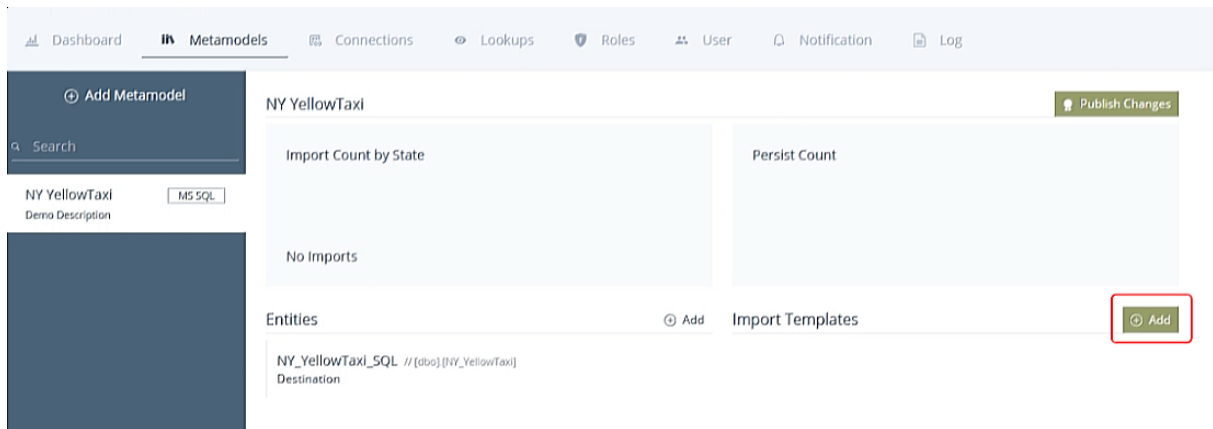 Dashboard Metamodels Connections Lookups Roles User Notification Log
Add Metamodel
Search
NY YellowTaxi MS SQL
Demo Description
NY YellowTaxi Publish Changes
Import Count by State Persist Count
No Imports
Entities Add Import Templates Add
NY_YellowTaxi_SQL // [dbo].[NY_YellowTaxi]
Destination